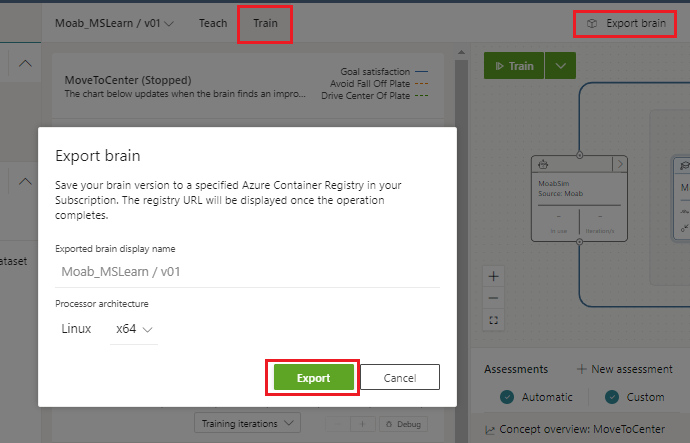 Moab_MSLearn / v01
Teach
Train
Export brain
MoveToCenter (Stopped)
The chart below updates when the brain finds an impro...
Goal satisfaction
Avoid Fall Off Plate
Drive Center Of Plate
Train
MoabSim
Source: Moab
In use
Iteration/s
Export brain
Save your brain version to a specified Azure Container Registry in your
Subscription. The registry URL will be displayed once the operation
completes.
Exported brain display name
Moab_MSLearn / v01
Processor architecture
Linux
x64
Export
Cancel
ataset
Assessments
New assessment
Automatic
Custom
Concept overview: MoveToCenter
Training iterations
Debug